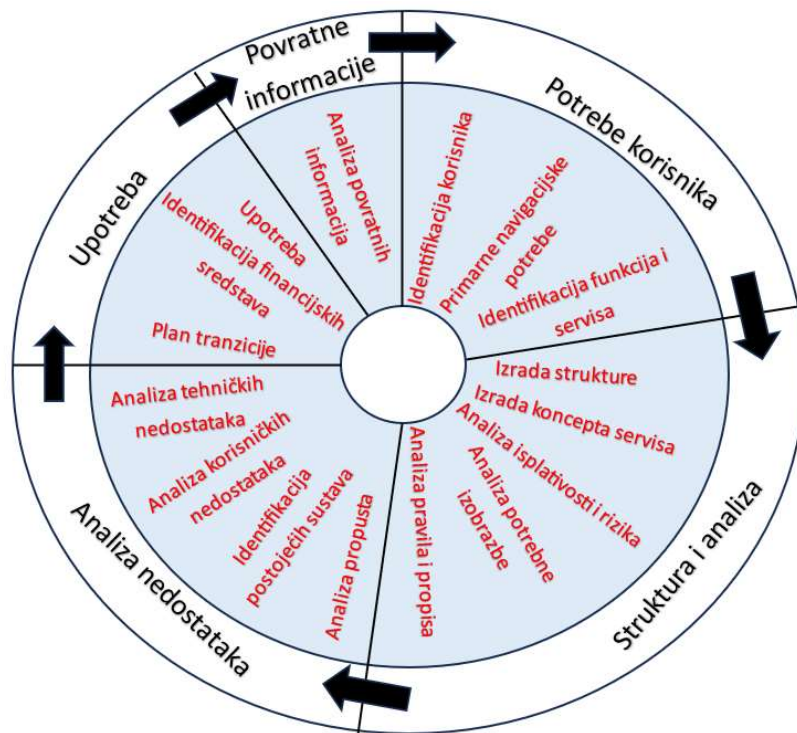 Povratne
informacije
Potrebe korisnika
Struktura i analiza
Analiza nedostataka
Upotreba
Identifikacija korisnika
Primarne navigacijske
potrebe
Identifikacija funkcija i
servisa
Izrada strukture
Izrada koncepta servisa
Analiza isplativosti i rizika
Analiza potrebne
izobrazbe
Analiza pravila i propisa
Analiza propusta
Identifikacija
postojećih sustava
Analiza korisničkih
nedostataka
Analiza tehničkih
nedostataka
Plan tranzicije
Identifikacija financijskih
sredstava
Upotreba
Analiza povratnih
informacija